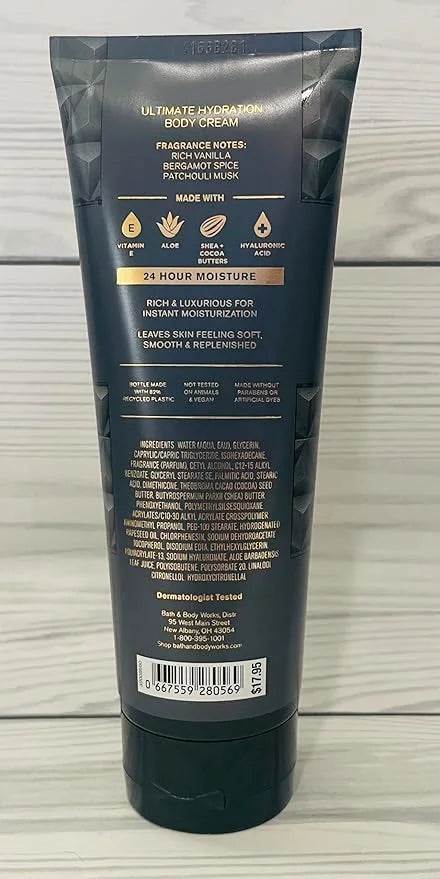 ULTIMATE HYDRATION
BODY CREAM
FRAGRANCE NOTES:
RICH VANILLA
BERGAMOT SPICE
PATCHOULI MUSK
MADE WITH
E
VITAMIN E
ALOE
SHEA + COCOA BUTTERS
HYALURONIC ACID
24 HOUR MOISTURE
RICH & LUXURIOUS FOR
INSTANT MOISTURIZATION
LEAVES SKIN FEELING SOFT,
SMOOTH & REPLENISHED
BOTTLE MADE WITH 62% RECYCLED PLASTIC
NOT TESTED ON ANIMALS & VEGAN
MADE WITHOUT PARABENS OR ARTIFICIAL DYES
INGREDIENTS: WATER (AQUA, EAU), GLYCERIN,
CAPRYLIC/CAPRIC TRIGLYCERIDE, ISOHEXADECANE,
FRAGRANCE (PARFUM), CETYL ALCOHOL, C12-15 ALKYL
BENZOATE, GLYCERYL STEARATE SE, PALMITIC ACID, STEARIC
ACID, DIMETHICONE, THEOBROMA CACAO (COCOA) SEED
BUTTER, BUTYROSPERMUM PARKII (SHEA) BUTTER
PHENOXYETHANOL, POLYMETHYLSILSESQUIOXANE,
ACRYLATES/C10-30 ALKYL ACRYLATE CROSSPOLYMER
AMINOMETHYL PROPANOL, PEG-100 STEARATE, HYDROGENATED
RAPESEED OIL, CHLORPHENESIN, SODIUM DEHYDROACETATE
TOCOPHEROL, DISODIUM EDTA, ETHYLHEXYLGLYCERIN,
POLYACRYLATE-13, SODIUM HYALURONATE, ALOE BARBADENSIS
LEAF JUICE, POLYISOBUTENE, POLYSORBATE 20, LINALOOL
CITRONELLOL HYDROXYCITRONELLAL
Dermatologist Tested
Bath & Body Works, Distr.
95 West Main Street
New Albany, OH 43054
1-800-395-1001
Shop bathandbodyworks.com
0 667559 280569
$17.95